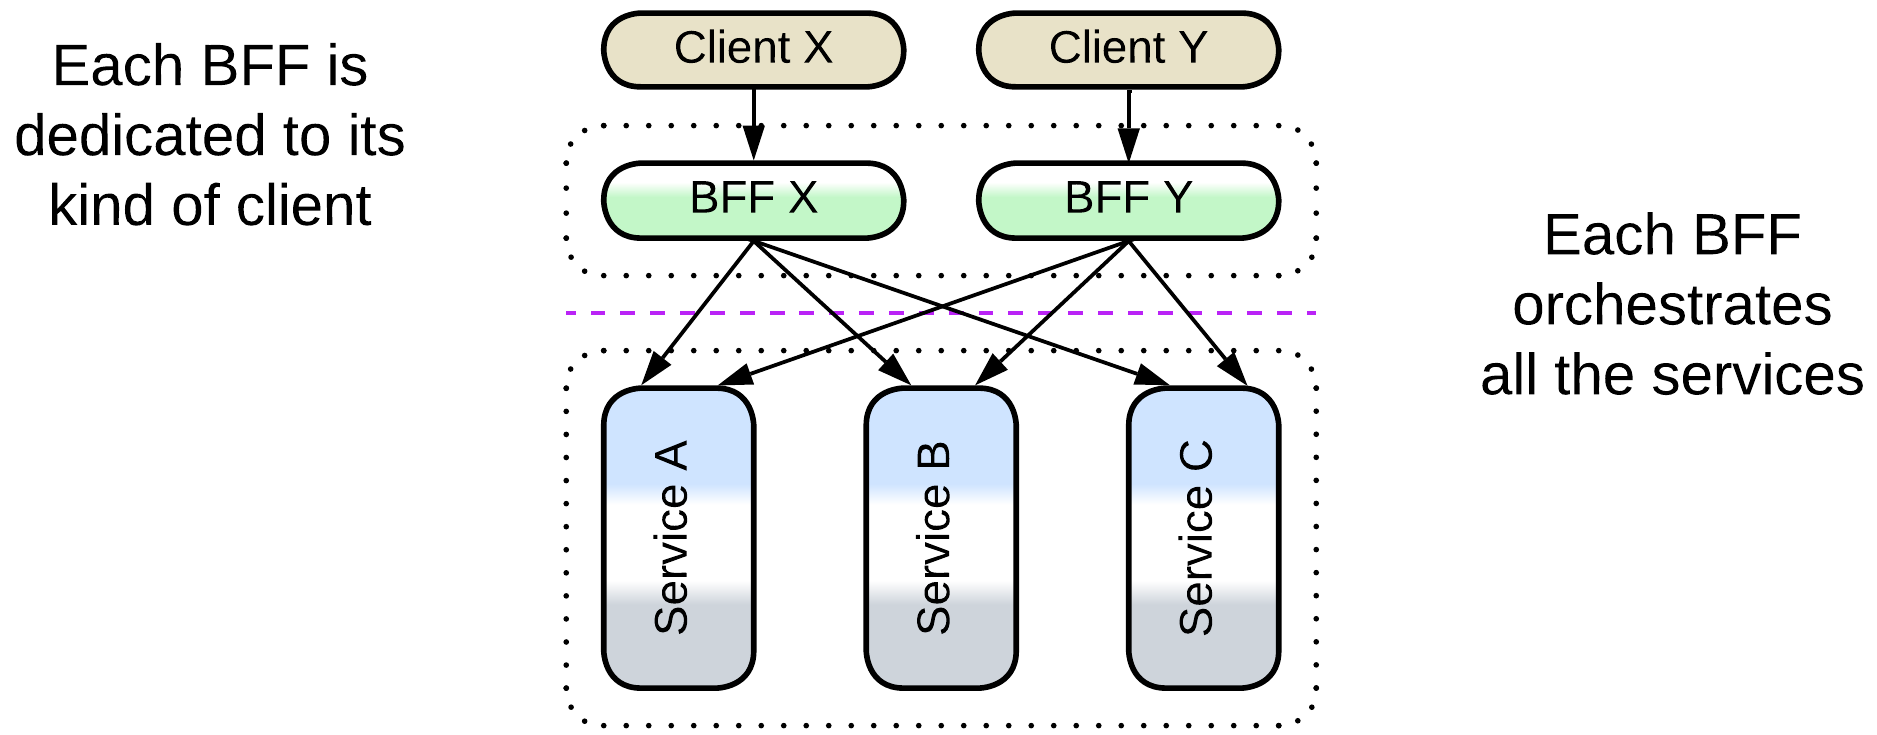 Each BFF is
dedicated to its
kind of client
Client X
Client Y
BFF X
BFF Y
Each BFF
orchestrates
all the services
Service A
Service B
Service C